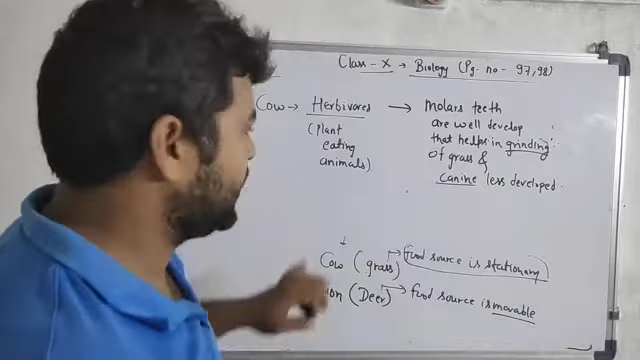 Class - X → Biology (Pg. no - 97,98)
Cow → Herbivores → Molars teeth
(Plant are well develop
eating that helps in grinding
animals) of grass &
canine less developed.
↓
Cow (grass) → food source is stationary
(Deer) → food source is movable